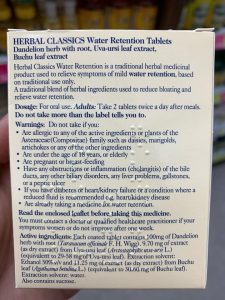 HERBAL CLASSICS Water Retention Tablets
Dandelion herb with root, Uva-ursi leaf extract,
Buchu leaf extract
Herbal Classics Water Retention is a traditional herbal medicinal
product used to relieve symptoms of mild water retention, based
on traditional use only.
A traditional blend of herbal ingredients used to reduce bloating and
relieve water retention.
Dosage: For oral use. Adults: Take 2 tablets twice a day after meals.
Do not take more than the label tells you to.
Warnings: Do not take if you:
• Are allergic to any of the active ingredients or plants of the
Asteraceae(Compositae) family such as daisies, marigolds,
artichokes or any of the other ingredients
• Are under the age of 18 years, or elderly
• Are pregnant or breast-feeding
• Have any obstructions or inflammation (cholangitis) of the bile
ducts, any other biliary disorders, any liver problems, gallstones,
or a peptic ulcer
• If you have diabetes or heart/kidney failure or a condition where a
reduced fluid is recommended e.g. heart/kidney disease
• Are already taking a medicine for water retention.
Read the enclosed leaflet before taking this medicine.
You must consult a doctor or qualified healthcare practitioner if your
symptoms worsen or do not improve after one week.
Active ingredients: Each coated tablet contains 100mg of Dandelion
herb with root (Taraxacum officinale F. H. Wigg) 9.70 mg of extract
(as dry extract) from Uva-ursi Leaf (Arctostaphylos uva-ursi L.)
(equivalent to 29-38mg of Uva-ursi leaf). Extraction solvent:
Ethanol 30% v/v and 11.25 mg of extract (as dry extract) from Buchu
leaf (Agathosma betulina L.) (equivalent to of Buchu leaf).
Extraction solvent: water.
Also contains sucrose.